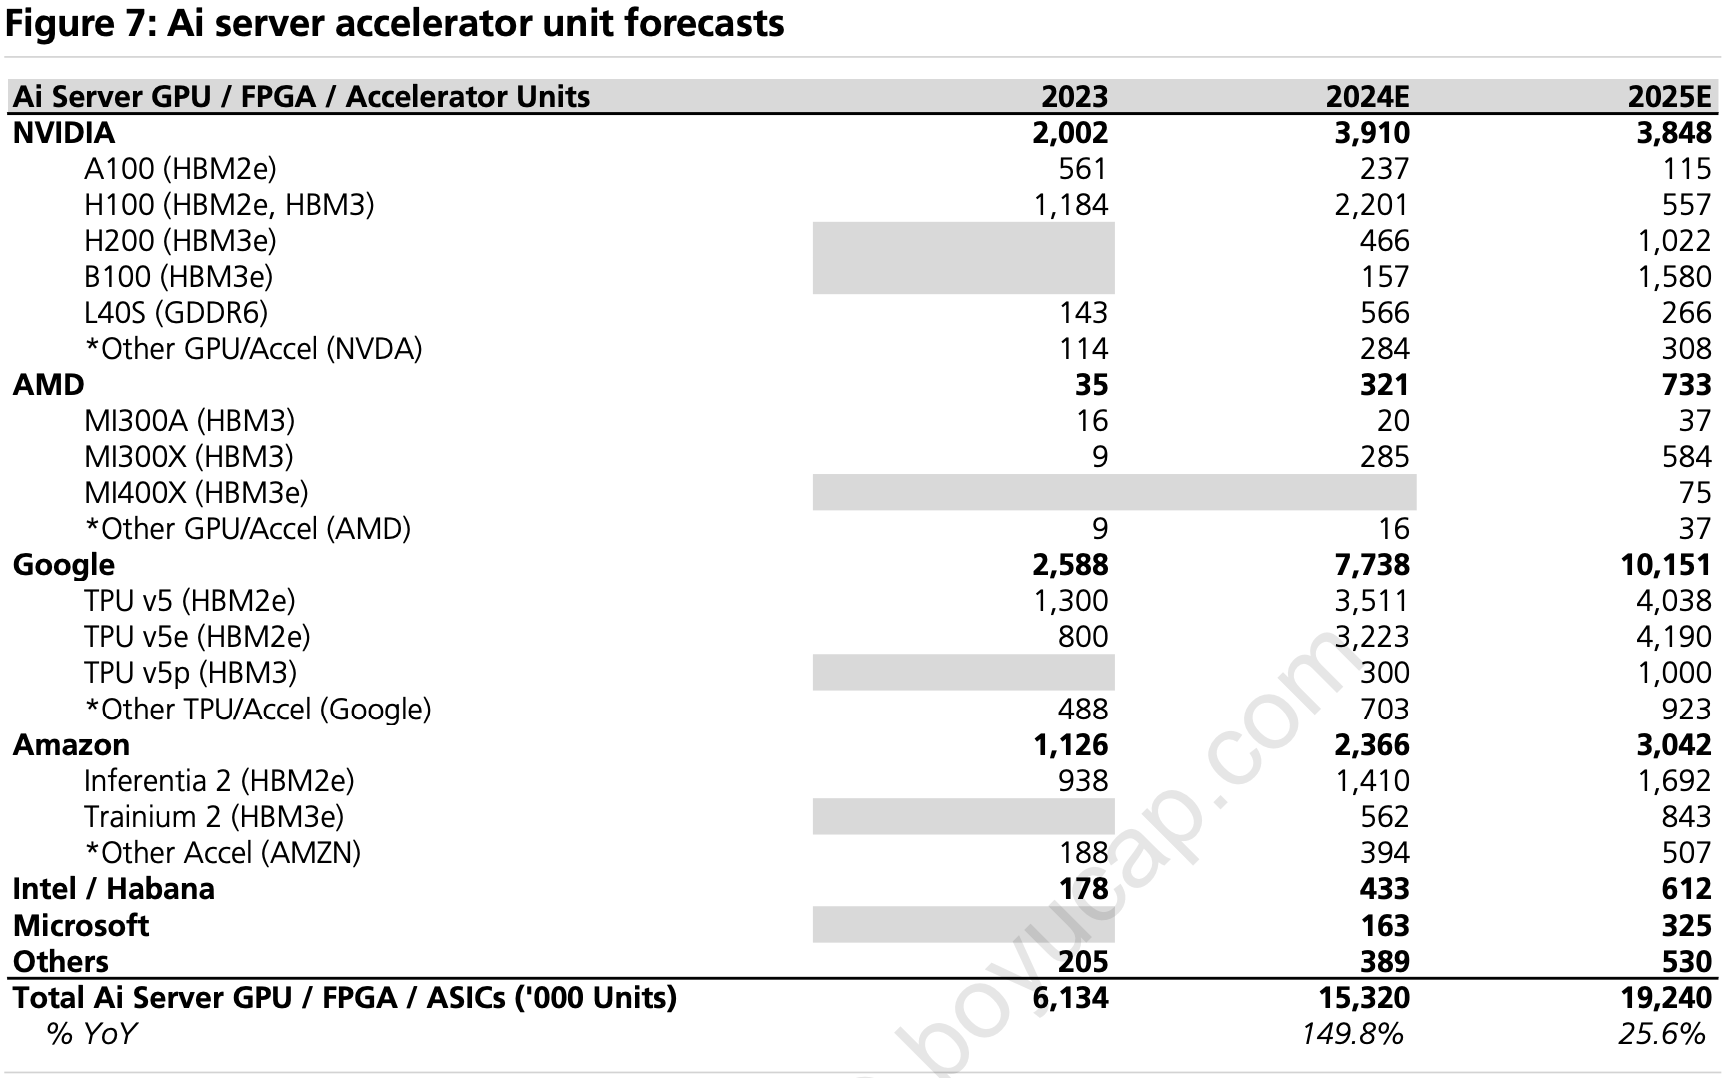 Figure 7: Ai server accelerator unit forecasts
Ai Server GPU / FPGA / Accelerator Units 2023 2024E 2025E
NVIDIA 2,002 3,910 3,848
A100 (HBM2e) 561 237 115
H100 (HBM2e, HBM3) 1,184 2,201 557
H200 (HBM3e) 466 1,022
B100 (HBM3e) 157 1,580
L40S (GDDR6) 143 566 266
*Other GPU/Accel (NVDA) 114 284 308
AMD 35 321 733
MI300A (HBM3) 16 20 37
MI300X (HBM3) 9 285 584
MI400X (HBM3e) 75
*Other GPU/Accel (AMD) 9 16 37
Google 2,588 7,738 10,151
TPU v5 (HBM2e) 1,300 3,511 4,038
TPU v5e (HBM2e) 800 3,223 4,190
TPU v5p (HBM3) 300 1,000
*Other TPU/Accel (Google) 488 703 923
Amazon 1,126 2,366 3,042
Inferentia 2 (HBM2e) 938 1,410 1,692
Trainium 2 (HBM3e) 562 843
*Other Accel (AMZN) 188 394 507
Intel / Habana 178 433 612
Microsoft 163 325
Others 205 389 530
Total Ai Server GPU / FPGA / ASICs ('000 Units) 6,134 15,320 19,240
% YoY 149.8% 25.6%
boyucap.com